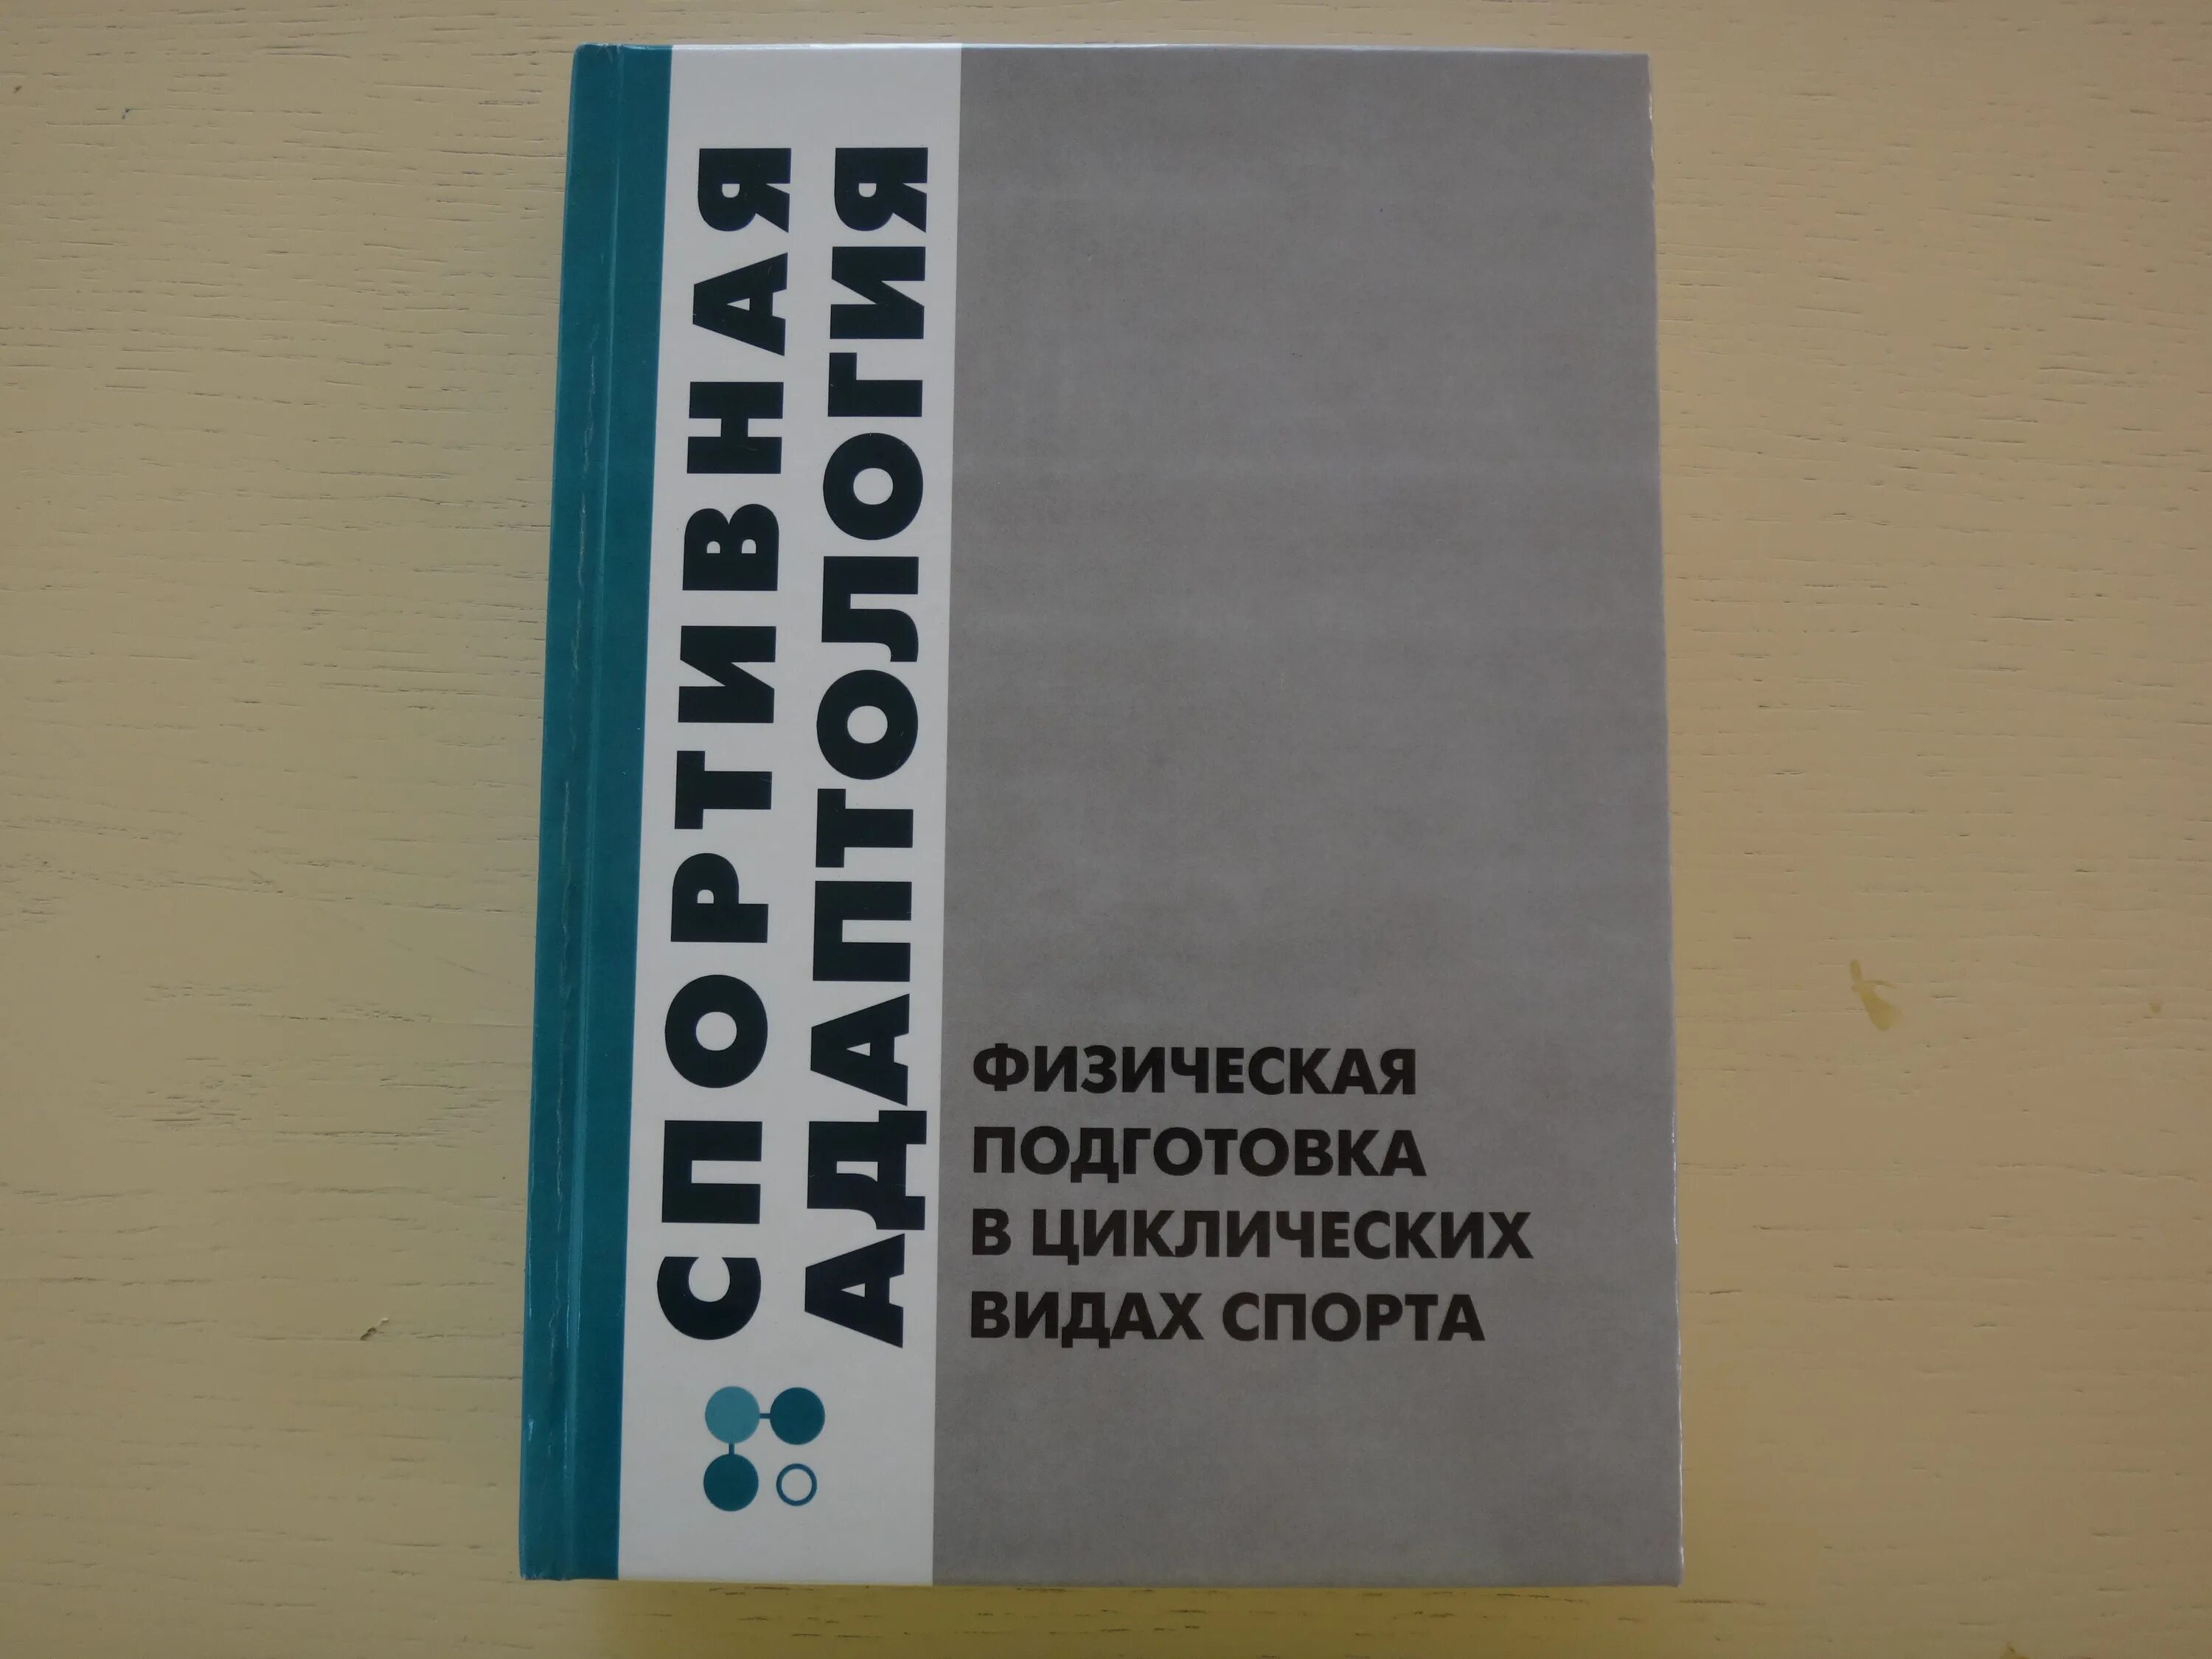 СПОРТИВНАЯ
АДАПТОЛОГИЯ
ФИЗИЧЕСКАЯ
ПОДГОТОВКА
В ЦИКЛИЧЕСКИХ
ВИДАХ СПОРТА